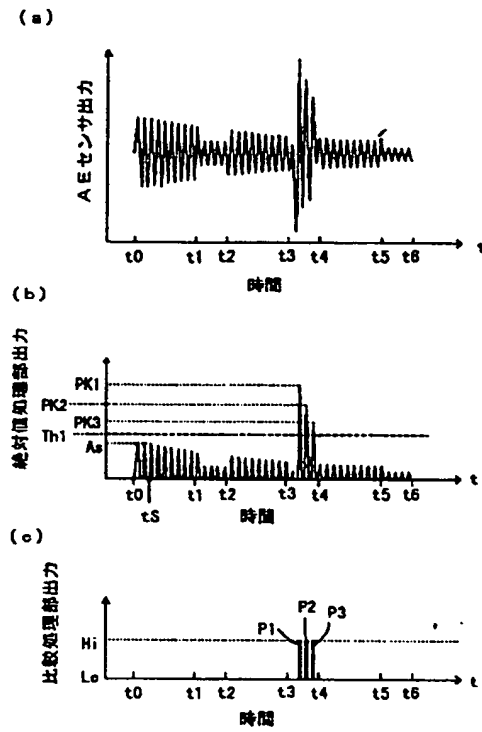 (a)
AEセンサ出力
t0 t1 t2 t3 t4 t5 t6 t
時間
(b)
絶対値処理部出力
PK1
PK2
PK3
Th1
As
t0 t1 t2 t3 t4 t5 t6 t
tS
時間
(c)
比較処理部出力
P2
P1 P3
Hi
Lo
t0 t1 t2 t3 t4 t5 t6 t
時間